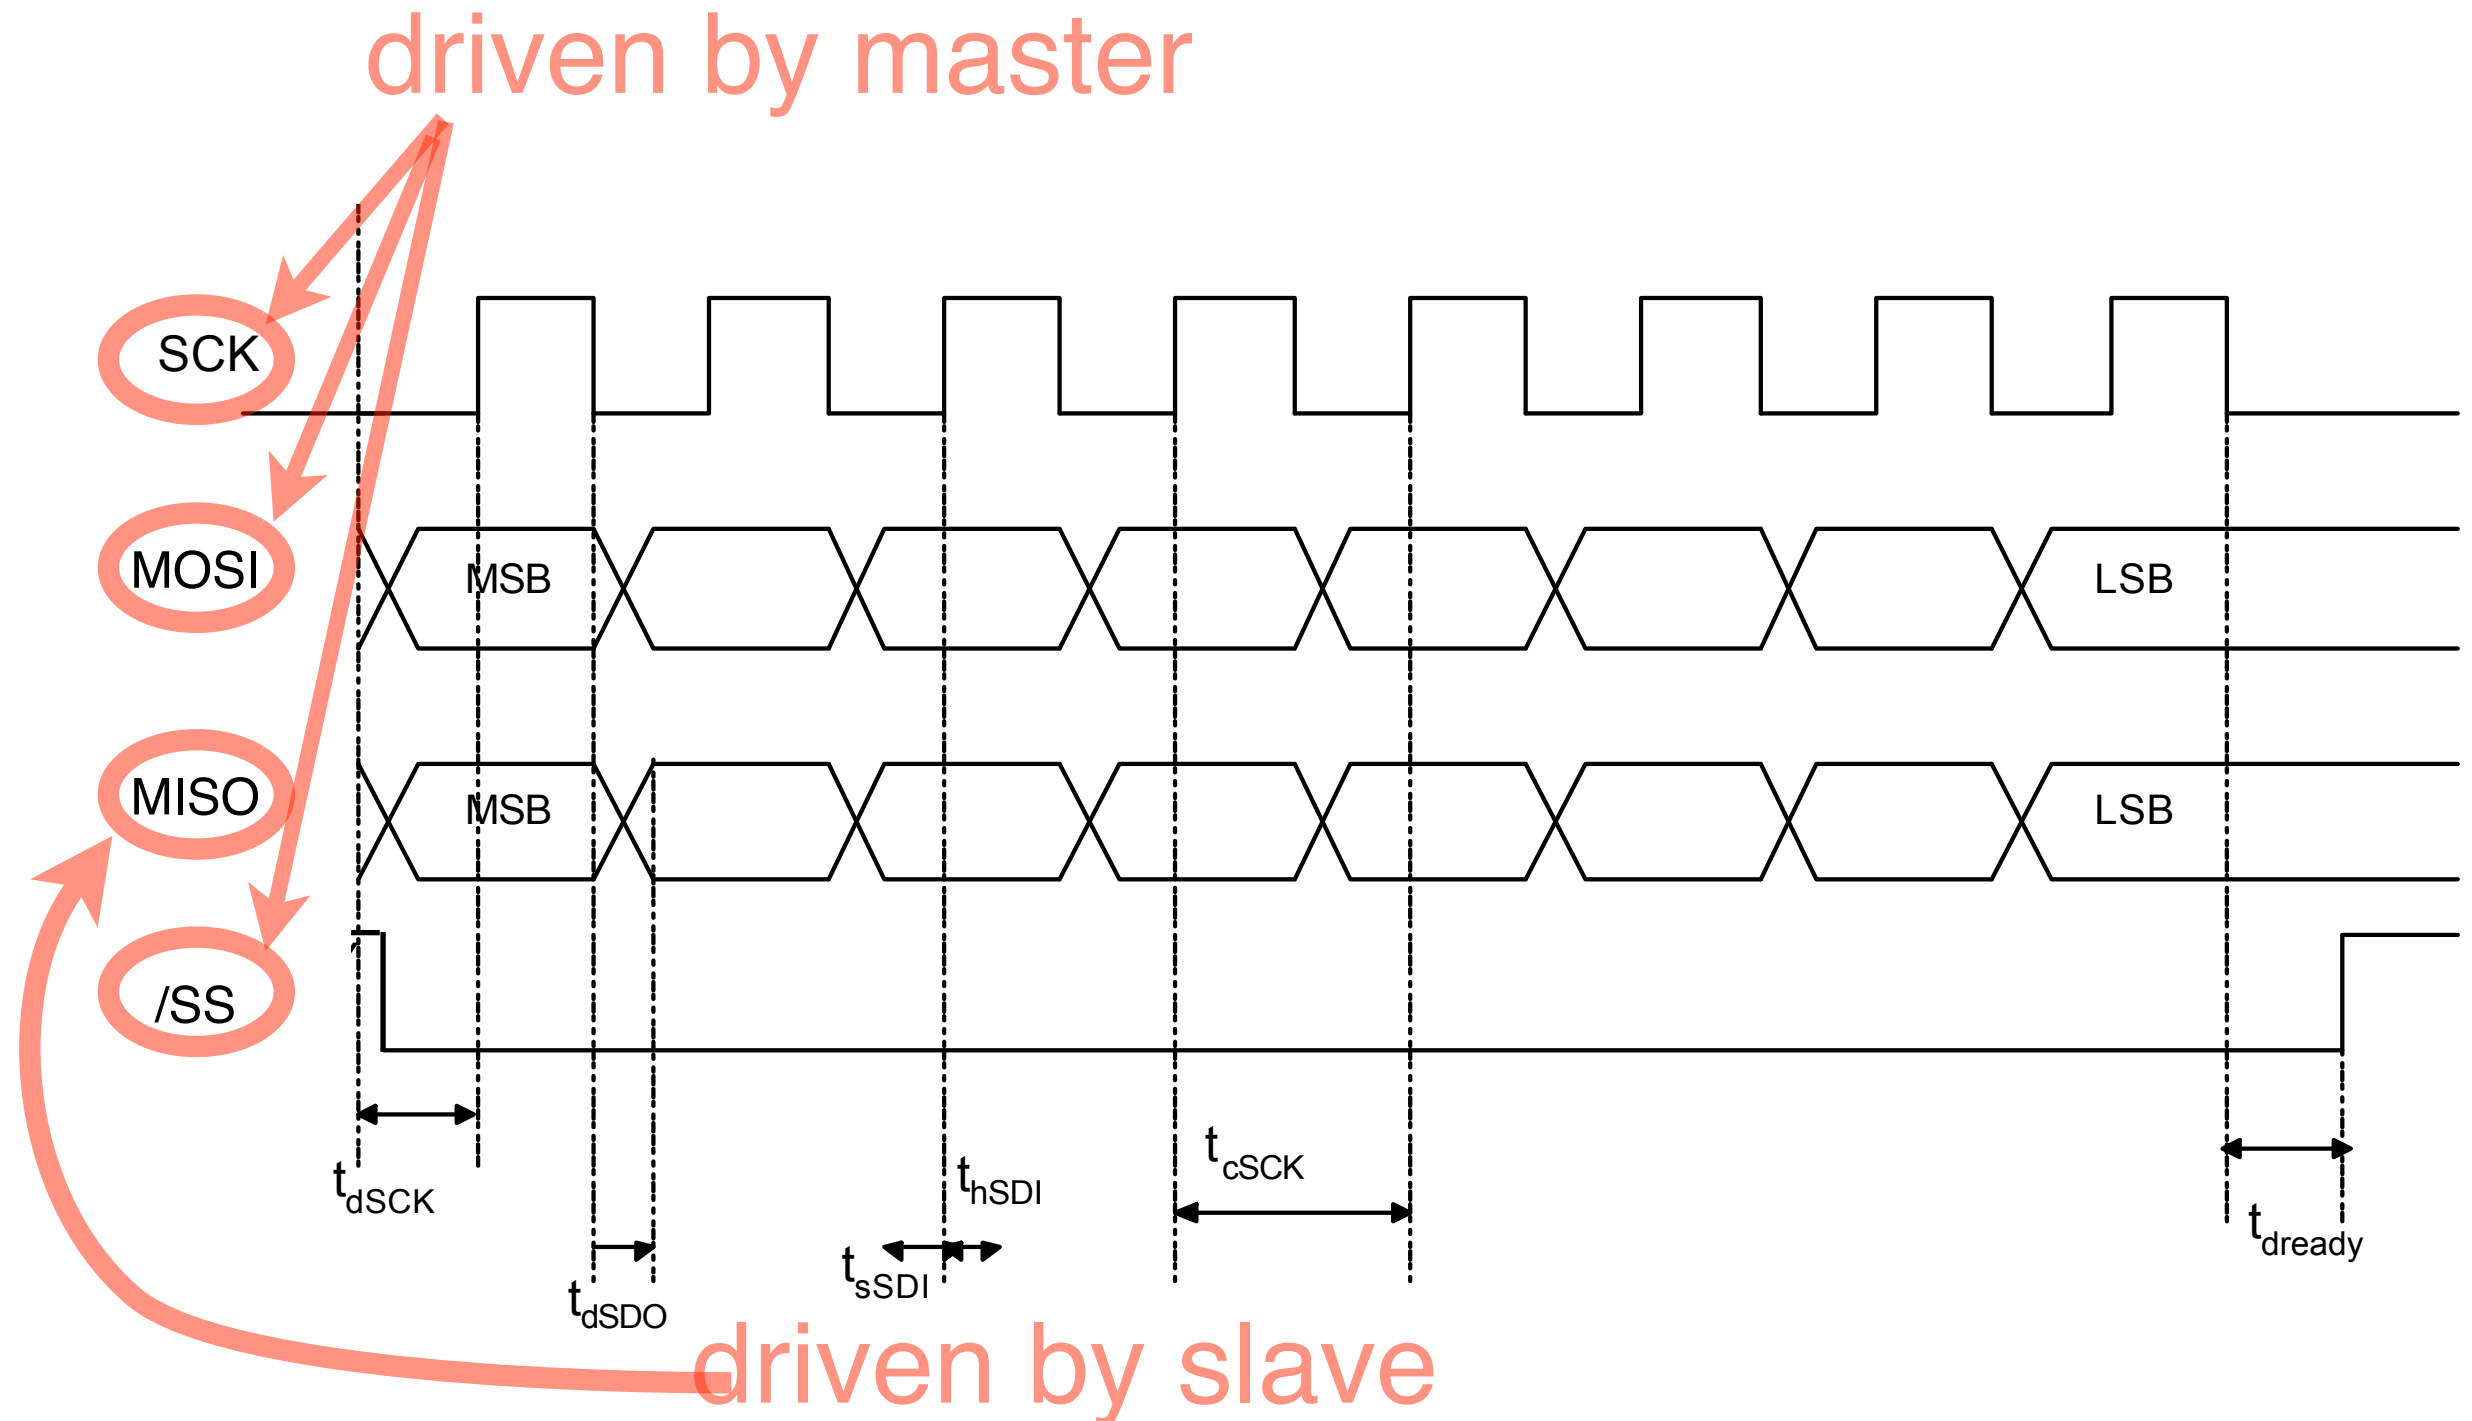 driven by master
SCK
MOSI
MSB
LSB
MISO
MSB
LSB
/SS
tdSCK
tdSDO
tsSDI
thSDI
tcSCK
tdready
driven by slave